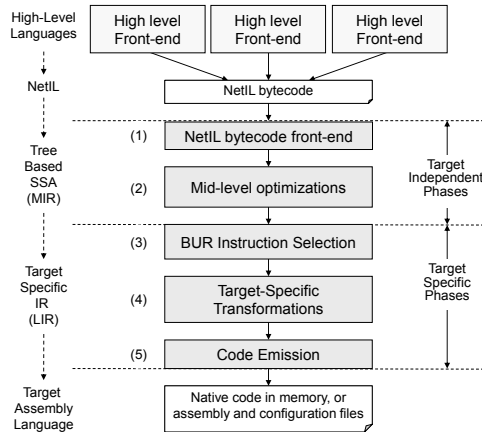 High-Level
Languages
High level
Front-end
High level
Front-end
High level
Front-end
NetIL
NetIL bytecode
(1)
NetIL bytecode front-end
Tree
Based
SSA
(MIR)
(2)
Mid-level optimizations
Target
Independent
Phases
(3)
BUR Instruction Selection
Target
Specific
IR
(LIR)
(4)
Target-Specific
Transformations
Target
Specific
Phases
(5)
Code Emission
Target
Assembly
Language
Native code in memory, or
assembly and configuration files